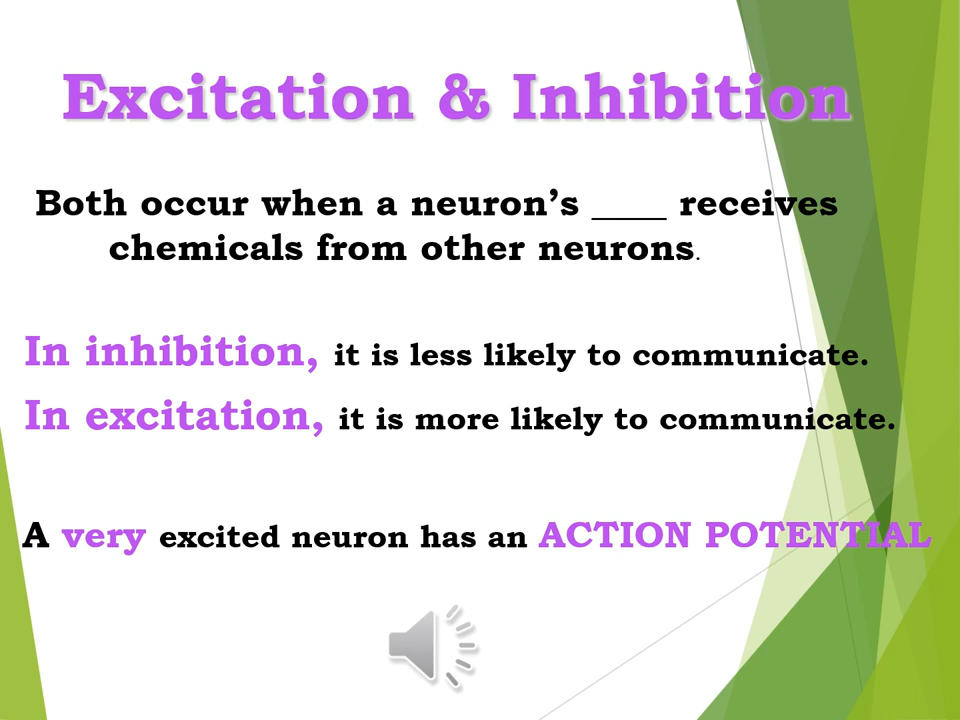 Excitation & Inhibition
Both occur when a neuron’s ____ receives
chemicals from other neurons.
In inhibition, it is less likely to communicate.
In excitation, it is more likely to communicate.
A very excited neuron has an ACTION POTENTIAL